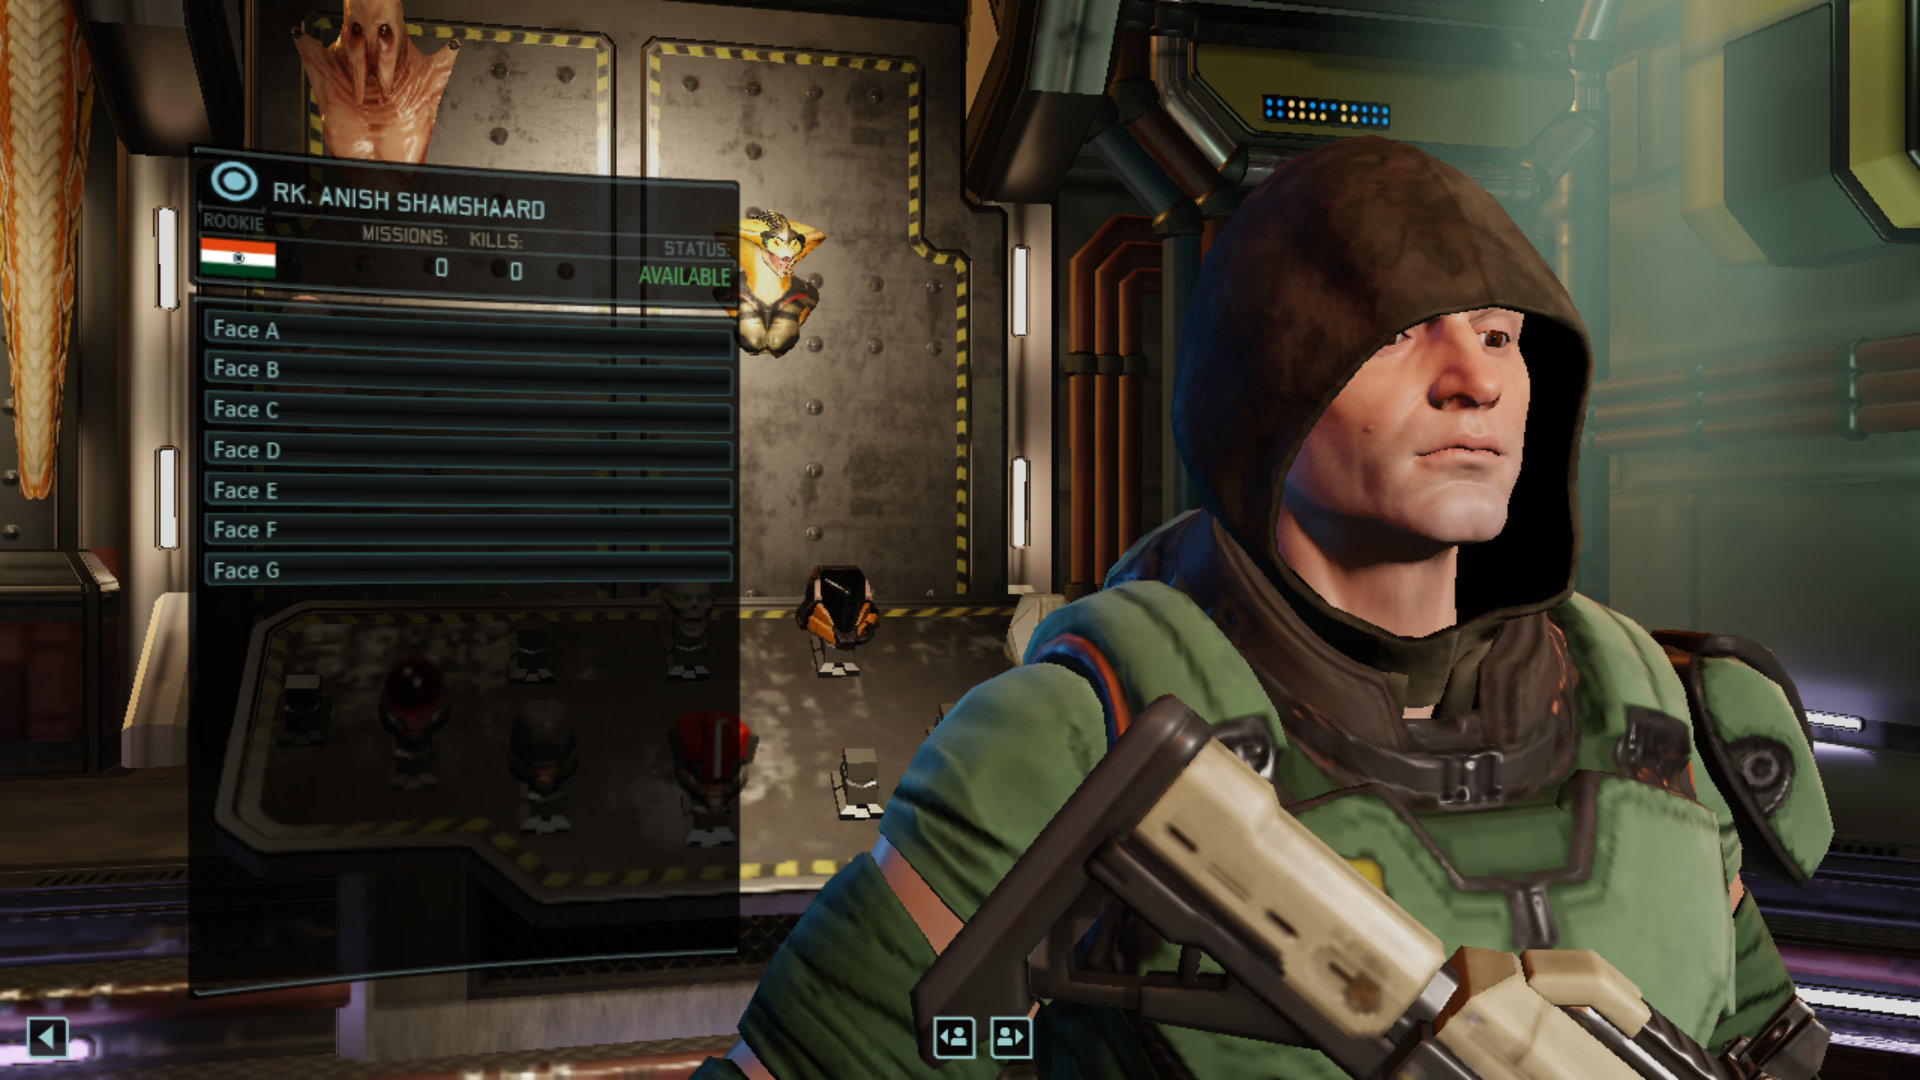 RK. ANISH SHAMSHAARD
ROOKIE
MISSIONS: KILLS: STATUS:
0 0 AVAILABLE
Face A
Face B
Face C
Face D
Face E
Face F
Face G